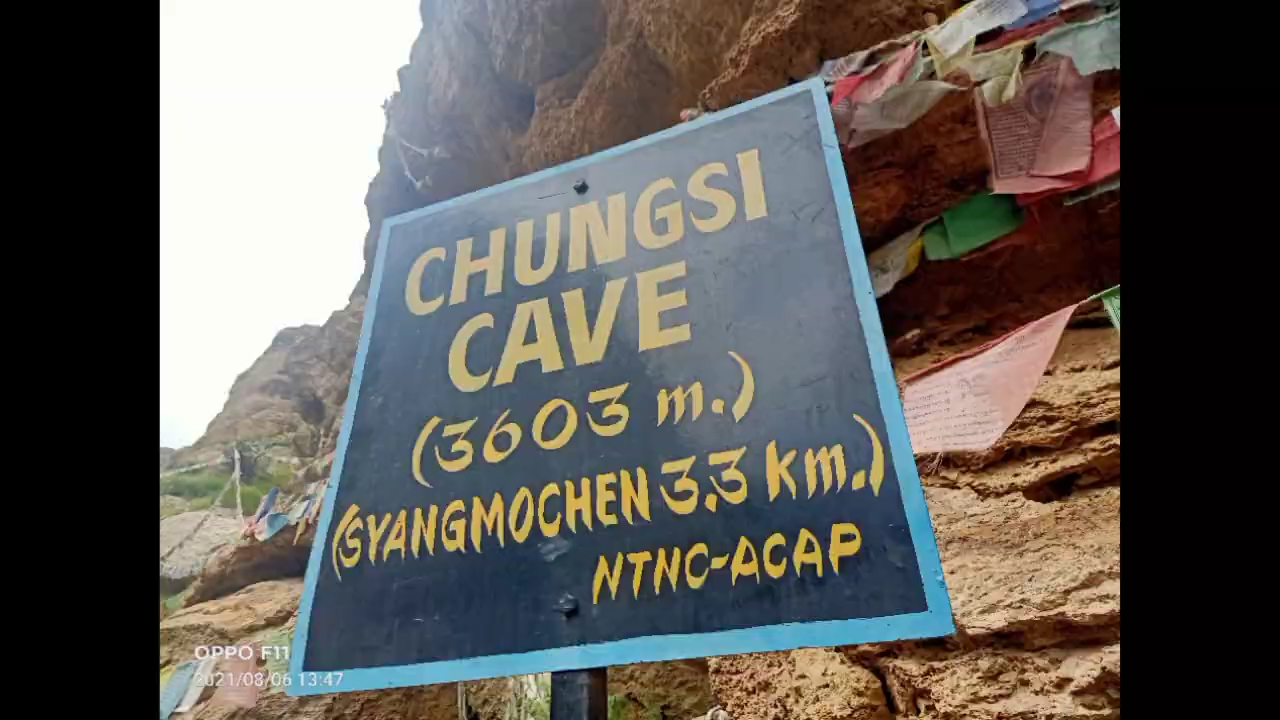 CHUNGSI
CAVE
(3603 m.)
(SYANGMOCHEN 3.3 km.)
NTNC-ACAP
OPPO F11
2021/08/06 13:47